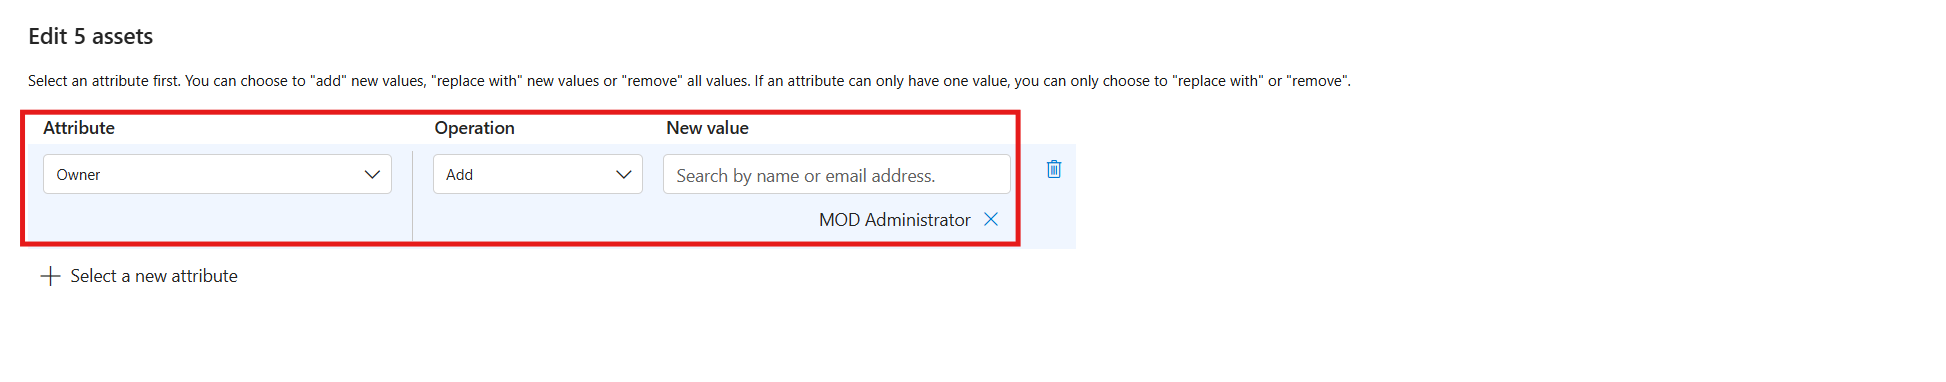 Edit 5 assets
Select an attribute first. You can choose to "add" new values, "replace with" new values or "remove" all values. If an attribute can only have one value, you can only choose to "replace with" or "remove".
Attribute Operation New value
Owner Add Search by name or email address.
MOD Administrator
Select a new attribute